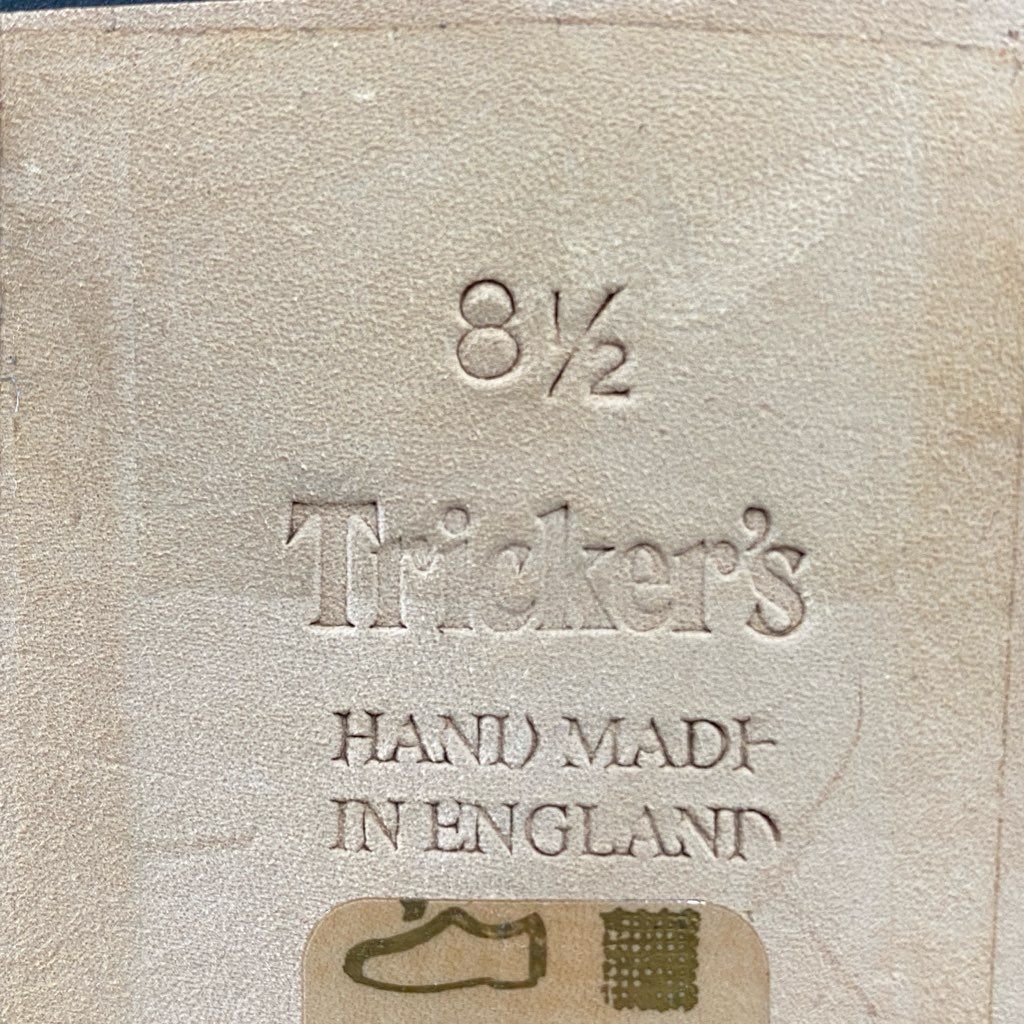 8½
Tricker's
HAND MADE
IN ENGLAND